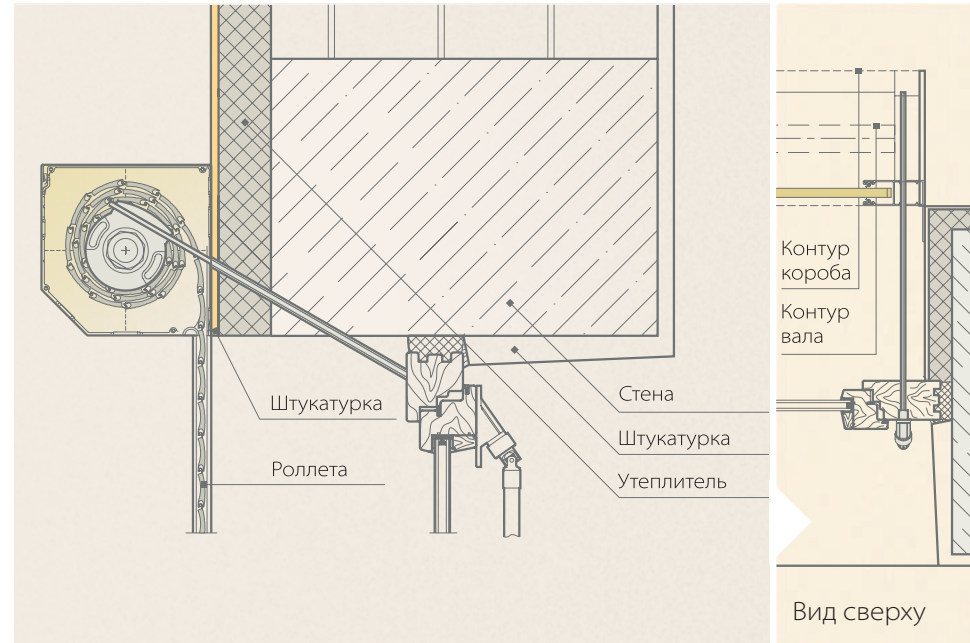 Штукатурка
Роллета
Стена
Штукатурка
Утеплитель
Контур
короба
Контур
вала
Вид сверху